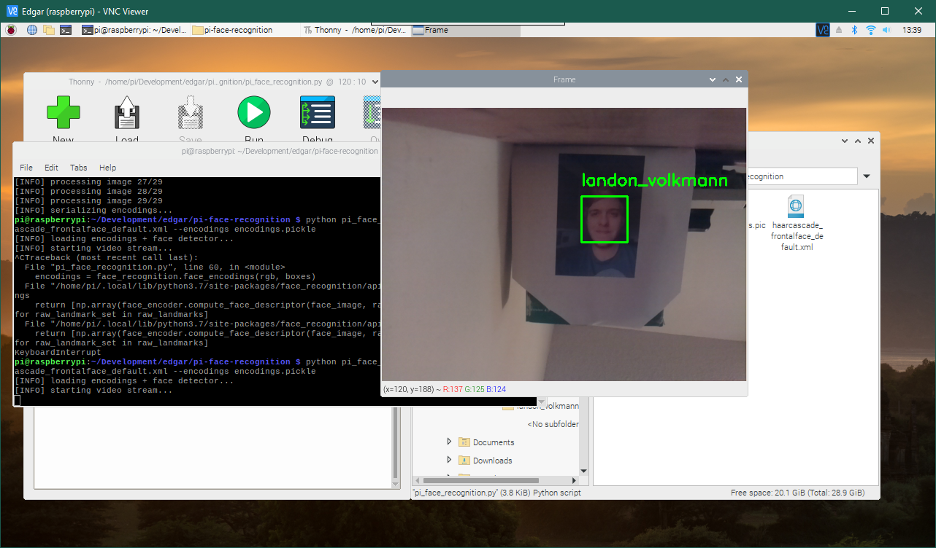 Edgar (raspberrypi) - VNC Viewer
pi@raspberrypi: ~/Devel...
pi-face-recognition
Thonny - /home/pi/Dev...
Frame
13:39
Thonny - /home/pi/Development/edgar/pi...gnition/pi_face_recognition.py @ 120 : 10
New
Load
Save
Run
Debug
Frame
landon_volkmann
(x=120, y=188) ~ R:137 G:125 B:124
pi@raspberrypi: ~/Development/edgar/pi-face-recognition
File Edit Tabs Help
[INFO] processing image 27/29
[INFO] processing image 28/29
[INFO] processing image 29/29
[INFO] serializing encodings...
pi@raspberrypi:~/Development/edgar/pi-face-recognition $ python pi_face_
ascade_frontalface_default.xml --encodings encodings.pickle
[INFO] loading encodings + face detector...
[INFO] starting video stream...
^CTraceback (most recent call last):
File "pi_face_recognition.py", line 60, in <module>
encodings = face_recognition.face_encodings(rgb, boxes)
File "/home/pi/.local/lib/python3.7/site-packages/face_recognition/api
ngs
return [np.array(face_encoder.compute_face_descriptor(face_image, ra
for raw_landmark_set in raw_landmarks]
File "/home/pi/.local/lib/python3.7/site-packages/face_recognition/api
return [np.array(face_encoder.compute_face_descriptor(face_image, ra
for raw_landmark_set in raw_landmarks]
KeyboardInterrupt
pi@raspberrypi:~/Development/edgar/pi-face-recognition $ python pi_face_
ascade_frontalface_default.xml --encodings encodings.pickle
[INFO] loading encodings + face detector...
[INFO] starting video stream...
ecognition
s.pic
haarcascade_
frontalface_de
fault.xml
landon_volkmann
<No subfolder
Documents
Downloads
"pi_face_recognition.py" (3.8 KiB) Python script
Free space: 20.1 GiB (Total: 28.9 GiB)